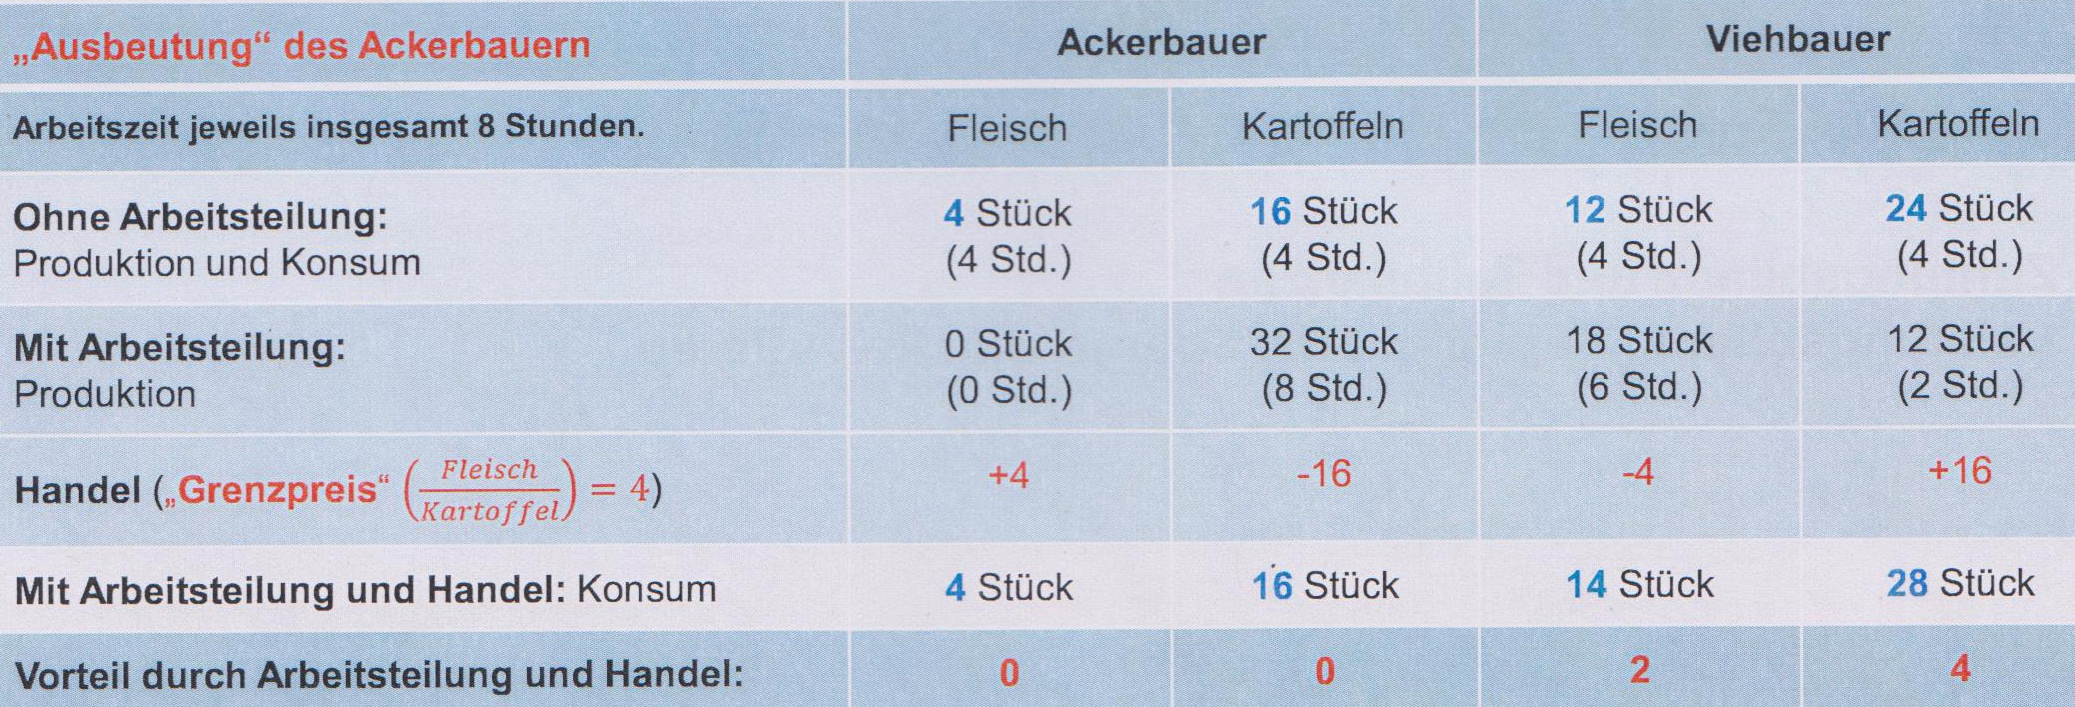 „Ausbeutung“ des Ackerbauern Ackerbauer Viehbauer
Arbeitszeit jeweils insgesamt 8 Stunden. Fleisch Kartoffeln Fleisch Kartoffeln
Ohne Arbeitsteilung: 4 Stück 16 Stück 12 Stück 24 Stück
Produktion und Konsum (4 Std.) (4 Std.) (4 Std.) (4 Std.)
Mit Arbeitsteilung: 0 Stück 32 Stück 18 Stück 12 Stück
Produktion (0 Std.) (8 Std.) (6 Std.) (2 Std.)
Handel („Grenzpreis“ (Fleisch/Kartoffel) = 4) +4 -16 -4 +16
Mit Arbeitsteilung und Handel: Konsum 4 Stück 16 Stück 14 Stück 28 Stück
Vorteil durch Arbeitsteilung und Handel: 0 0 2 4